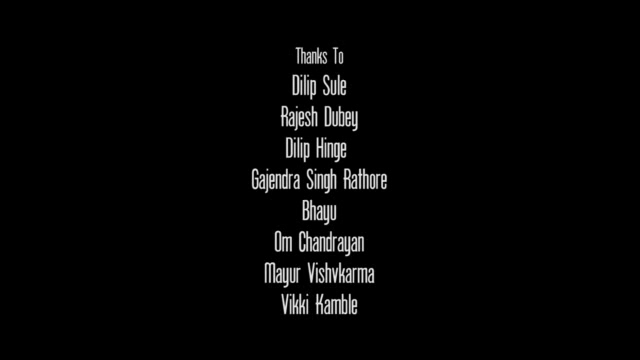 Thanks To
Dilip Sule
Rajesh Dubey
Dilip Hinge
Gajendra Singh Rathore
Bhayu
Om Chandrayan
Mayur Vishvkarma
Vikki Kamble